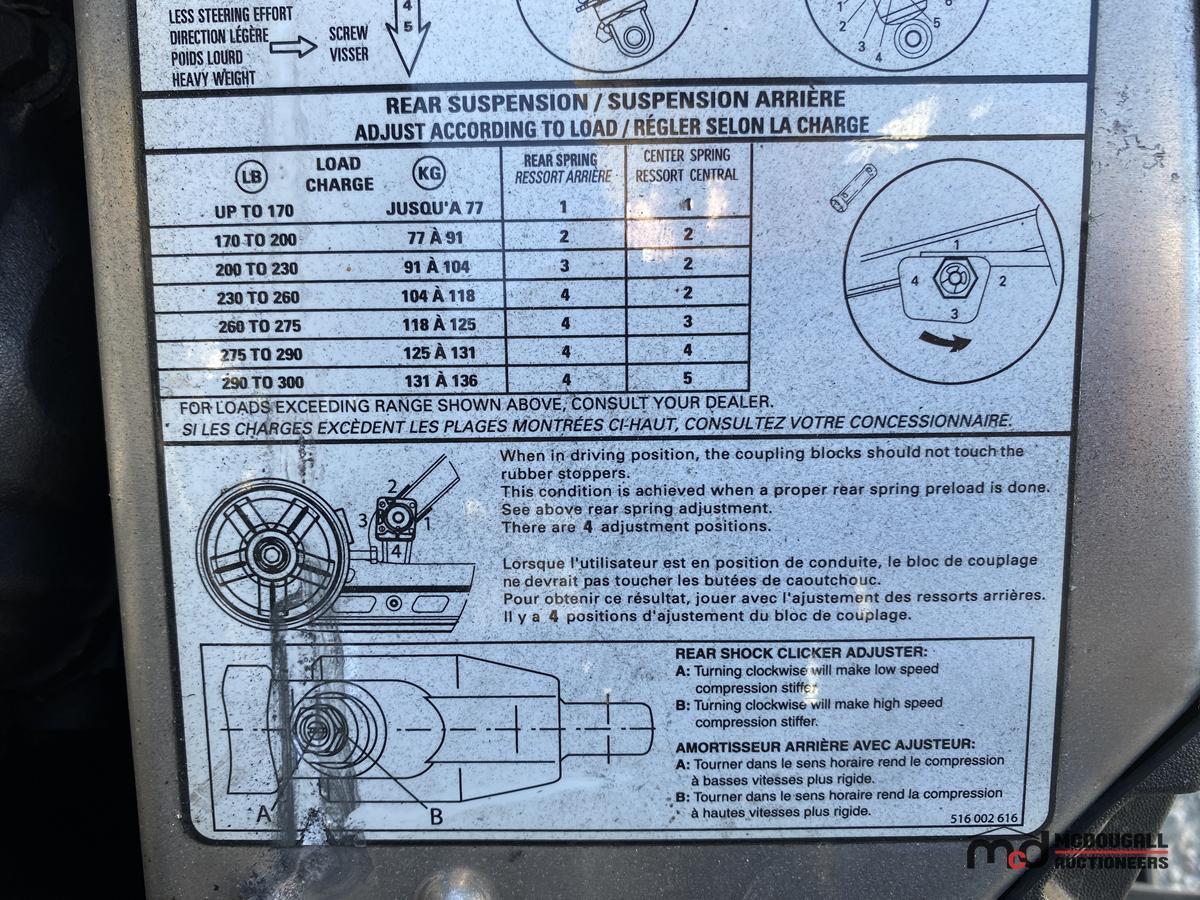 LESS STEERING EFFORT
DIRECTION LÉGÈRE
POIDS LOURD
HEAVY WEIGHT
SCREW
VISSER
4
5
1
2
3
4
5
REAR SUSPENSION / SUSPENSION ARRIÈRE
ADJUST ACCORDING TO LOAD / RÉGLER SELON LA CHARGE
LB LOAD CHARGE KG REAR SPRING RESSORT ARRIÈRE CENTER SPRING RESSORT CENTRAL
UP TO 170 JUSQU'A 77 1 1
170 TO 200 77 À 91 2 2
200 TO 230 91 À 104 3 2
230 TO 260 104 À 118 4 2
260 TO 275 118 À 125 4 3
275 TO 290 125 À 131 4 4
290 TO 300 131 À 136 4 5
1
4 2
3
FOR LOADS EXCEEDING RANGE SHOWN ABOVE, CONSULT YOUR DEALER.
SI LES CHARGES EXCÈDENT LES PLAGES MONTRÉES CI-HAUT, CONSULTEZ VOTRE CONCESSIONNAIRE.
2
3 1
4
When in driving position, the coupling blocks should not touch the
rubber stoppers.
This condition is achieved when a proper rear spring preload is done.
See above rear spring adjustment.
There are 4 adjustment positions.
Lorsque l'utilisateur est en position de conduite, le bloc de couplage
ne devrait pas toucher les butées de caoutchouc.
Pour obtenir ce résultat, jouer avec l'ajustement des ressorts arrières.
Il y a 4 positions d'ajustement du bloc de couplage.
A B
REAR SHOCK CLICKER ADJUSTER:
A: Turning clockwise will make low speed
compression stiffer
B: Turning clockwise will make high speed
compression stiffer.
AMORTISSEUR ARRIÈRE AVEC AJUSTEUR:
A: Tourner dans le sens horaire rend le compression
à basses vitesses plus rigide.
B: Tourner dans le sens horaire rend la compression
à hautes vitesses plus rigide.
516 002 616
mcd MCDOUGALL
AUCTIONEERS